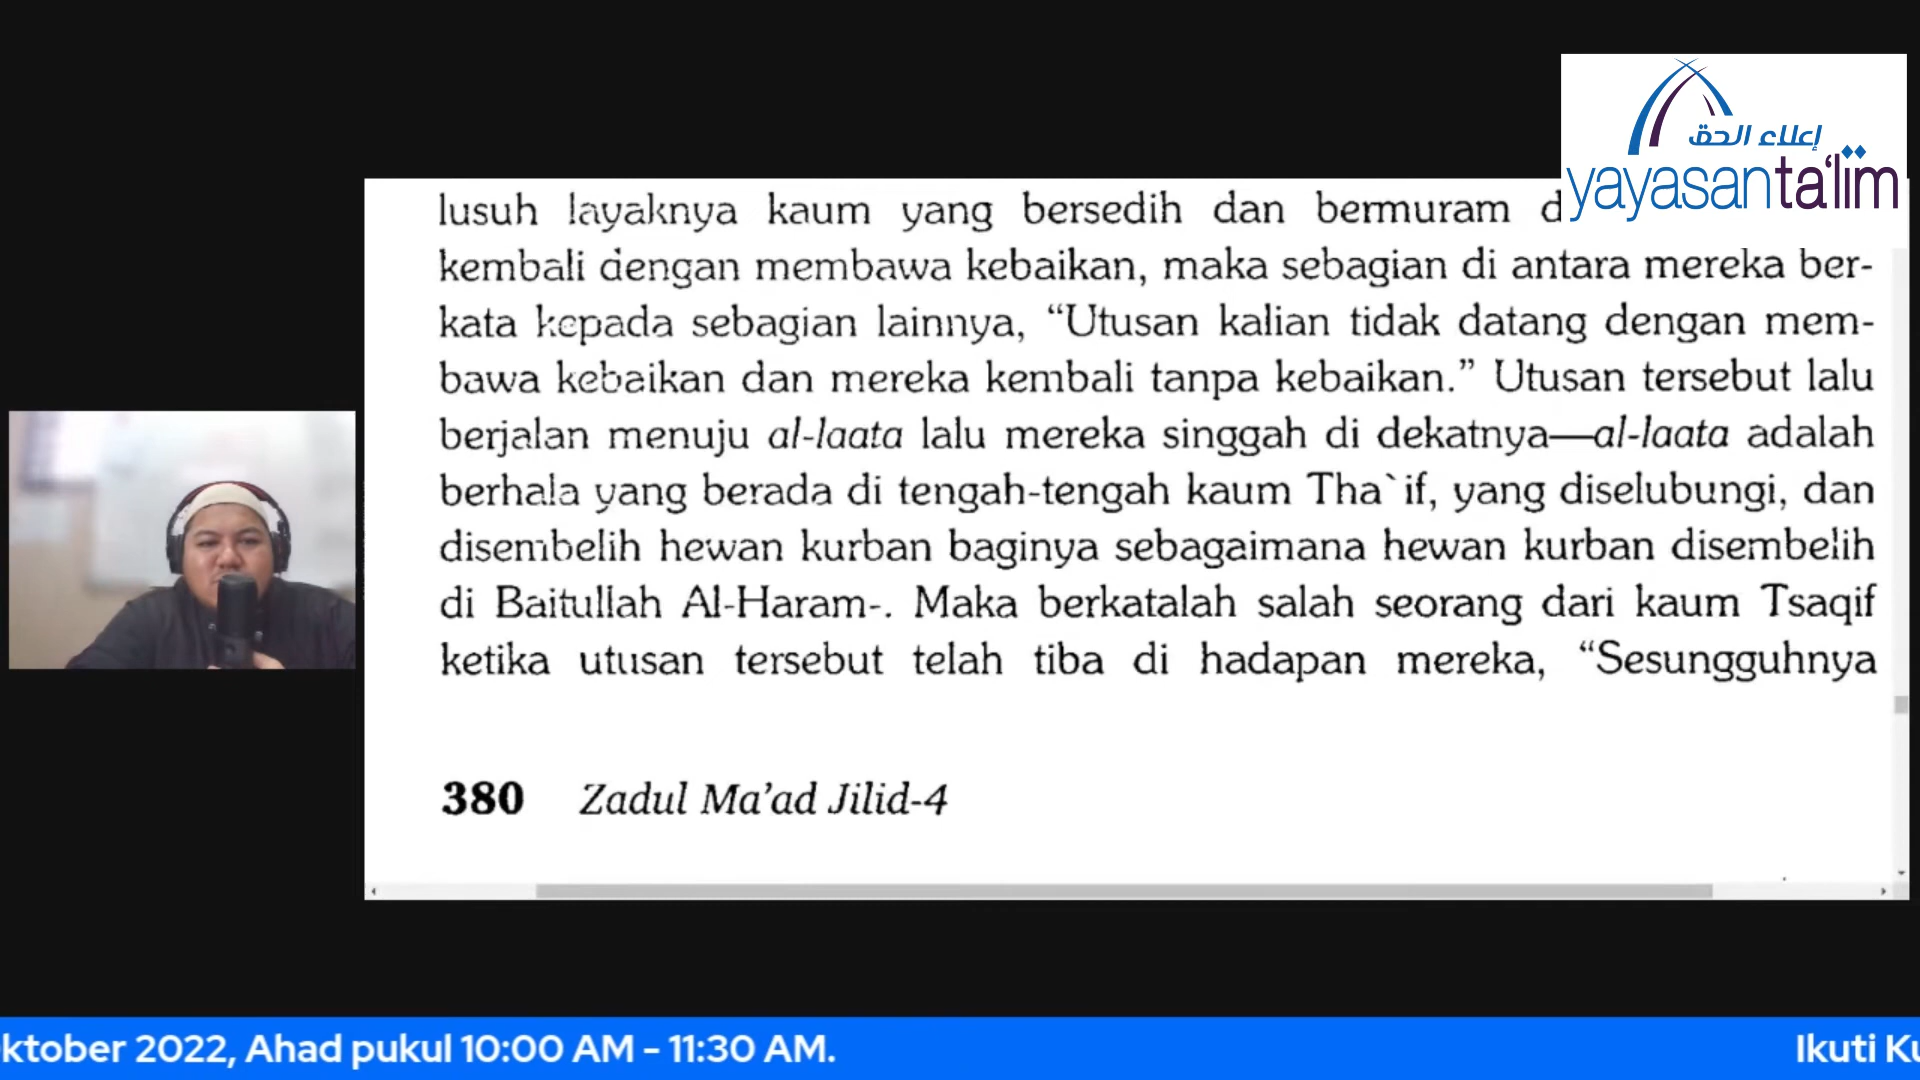 إعلاء الحق
yayasanta'lim
lusuh layaknya kaum yang bersedih dan bermuram
kembali dengan membawa kebaikan, maka sebagian di antara mereka ber-
kata kepada sebagian lainnya, “Utusan kalian tidak datang dengan mem-
bawa kebaikan dan mereka kembali tanpa kebaikan.” Utusan tersebut lalu
berjalan menuju al-laata lalu mereka singgah di dekatnya—al-laata adalah
berhala yang berada di tengah-tengah kaum Tha`if, yang diselubungi, dan
disembelih hewan kurban baginya sebagaimana hewan kurban disembelih
di Baitullah Al-Haram-. Maka berkatalah salah seorang dari kaum Tsaqif
ketika utusan tersebut telah tiba di hadapan mereka, “Sesungguhnya
380 Zadul Ma’ad Jilid-4
ktober 2022, Ahad pukul 10:00 AM - 11:30 AM. Ikuti Ku